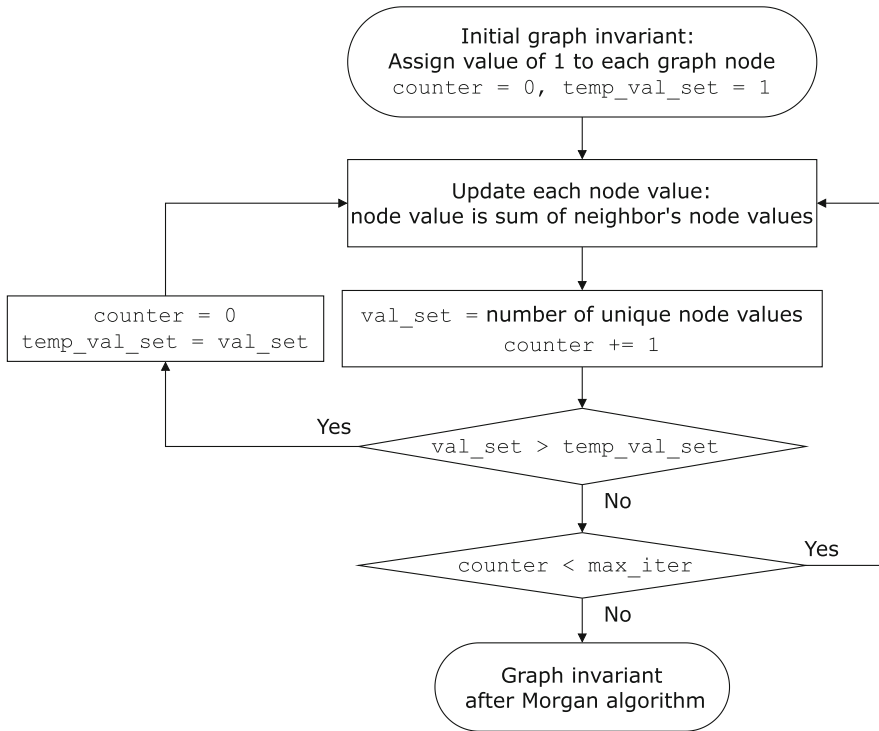 Initial graph invariant:
Assign value of 1 to each graph node
counter = 0, temp_val_set = 1
Update each node value:
node value is sum of neighbor's node values
counter = 0
temp_val_set = val_set
val_set = number of unique node values
counter += 1
Yes
val_set > temp_val_set
No
counter < max_iter
Yes
No
Graph invariant
after Morgan algorithm